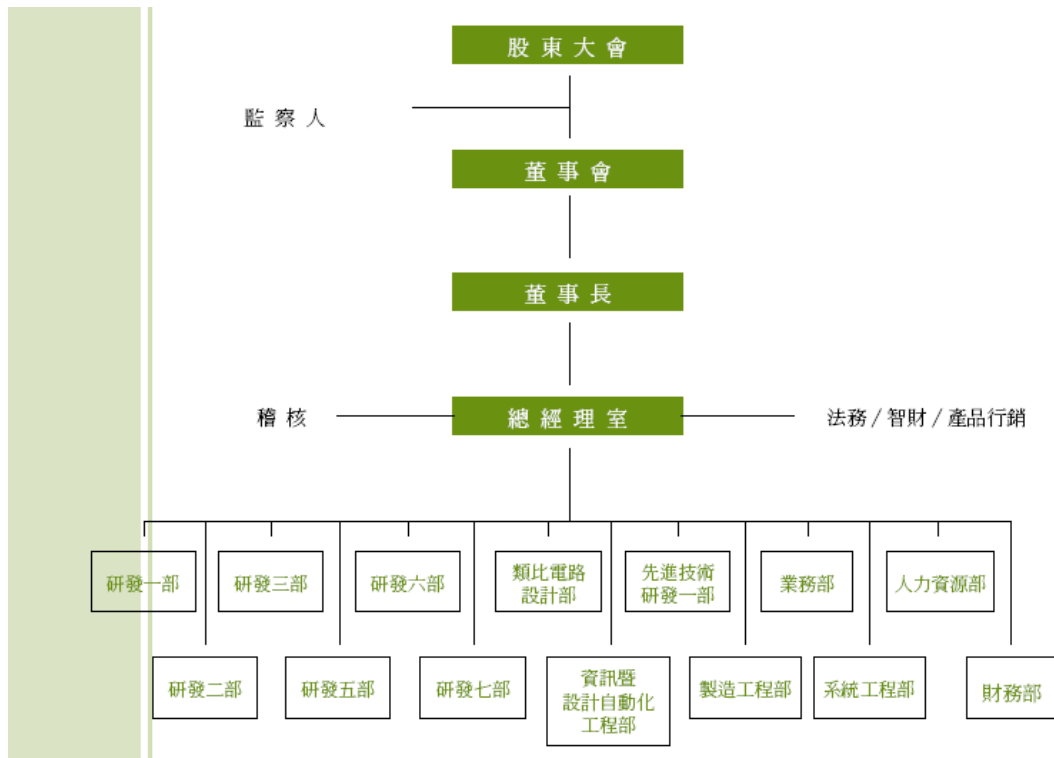 股東大會
監察人
董事會
董事長
稽核
總經理室
法務/智財/產品行銷
研發一部
研發三部
研發六部
類比電路
設計部
先進技術
研發一部
業務部
人力資源部
研發二部
研發五部
研發七部
資訊暨
設計自動化
工程部
製造工程部
系統工程部
財務部